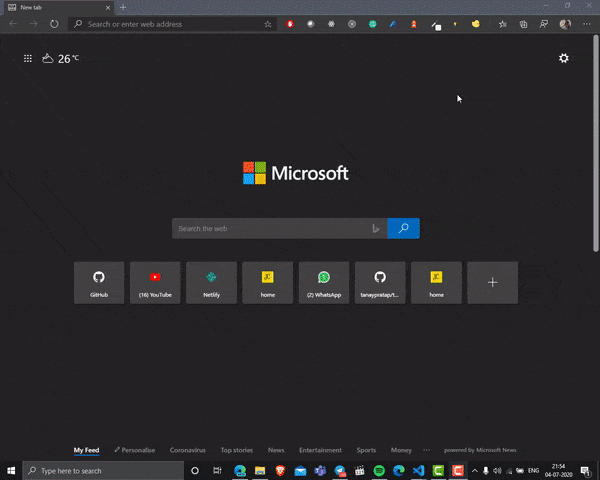 New tab
Search or enter web address
26 °C
Microsoft
Search the web
GitHub
(16) YouTube
Netlify
home
(2) WhatsApp
tanaypratap/t...
home
My Feed
Personalise
Coronavirus
Top stories
News
Entertainment
Sports
Money
...
powered by Microsoft News
Type here to search
ENG
21:54
04-07-2020